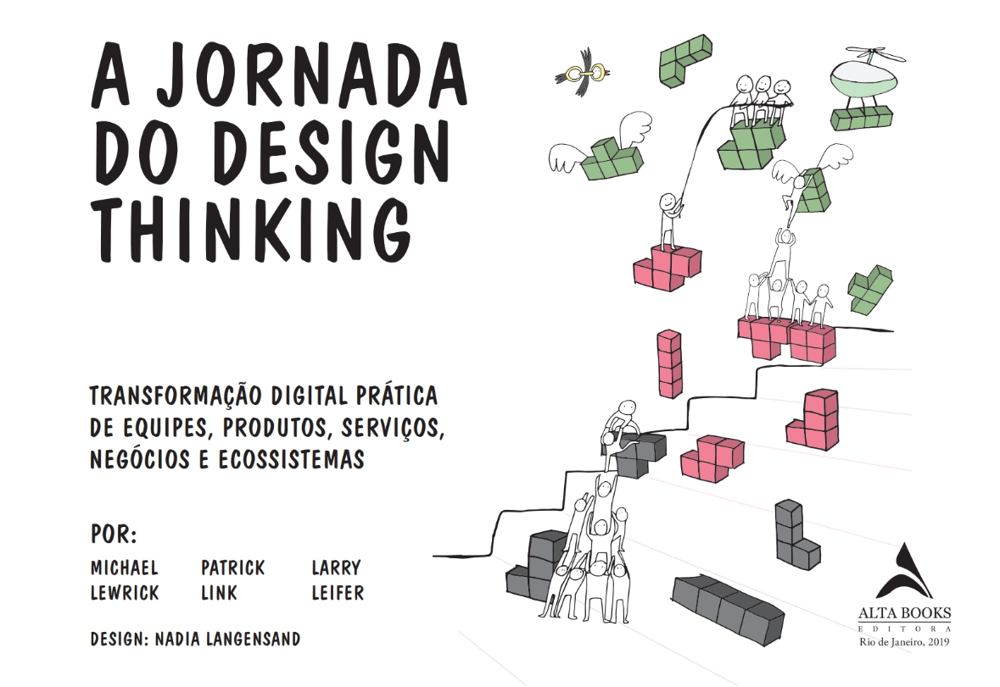 A JORNADA
DO DESIGN
THINKING
TRANSFORMAÇÃO DIGITAL PRÁTICA
DE EQUIPES, PRODUTOS, SERVIÇOS,
NEGÓCIOS E ECOSSISTEMAS
POR:
MICHAEL LEWRICK
PATRICK LINK
LARRY LEIFER
DESIGN: NADIA LANGENSAND
ALTA BOOKS
EDITORA
Rio de Janeiro, 2019